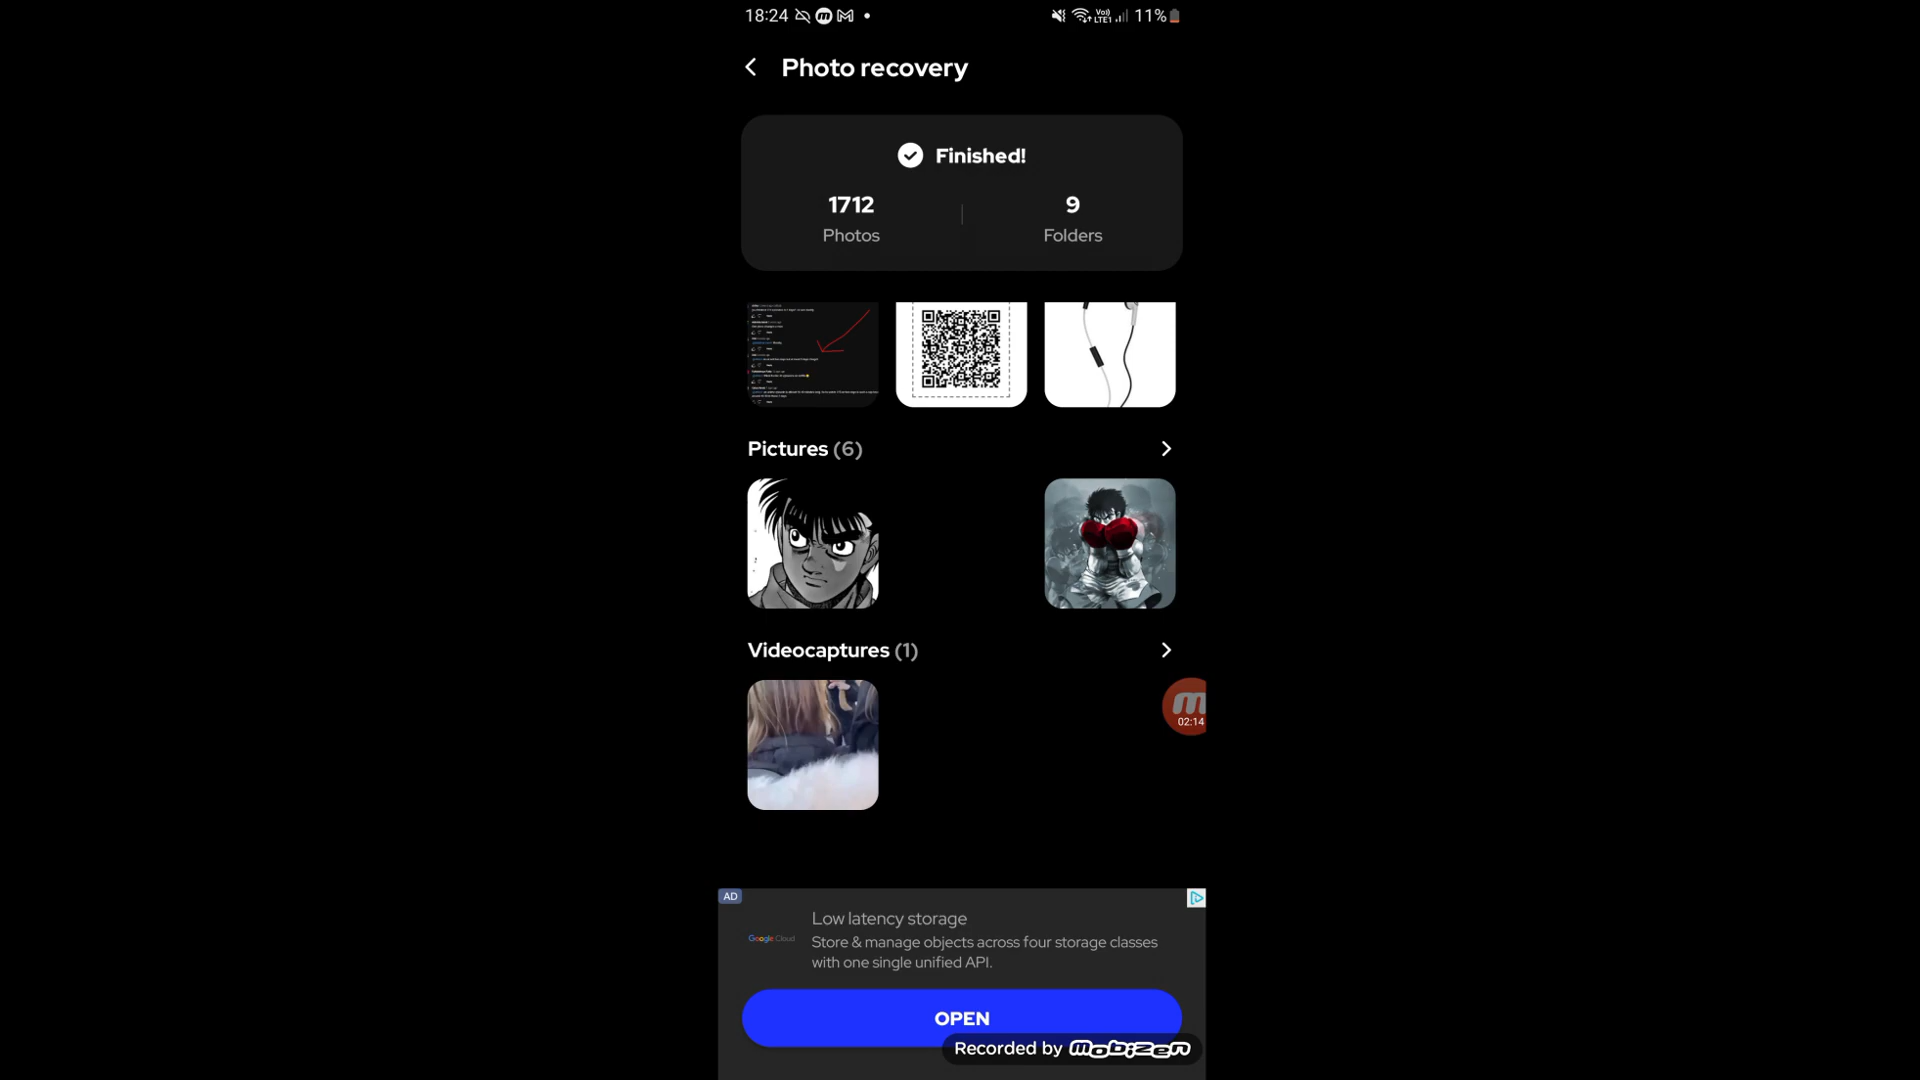 18:24
Vo)) LTE1 11%
Photo recovery
Finished!
1712
Photos
9
Folders
Pictures (6)
Videocaptures (1)
02:14
AD
Low latency storage
Google Cloud
Store & manage objects across four storage classes
with one single unified API.
OPEN
Recorded by mobizen